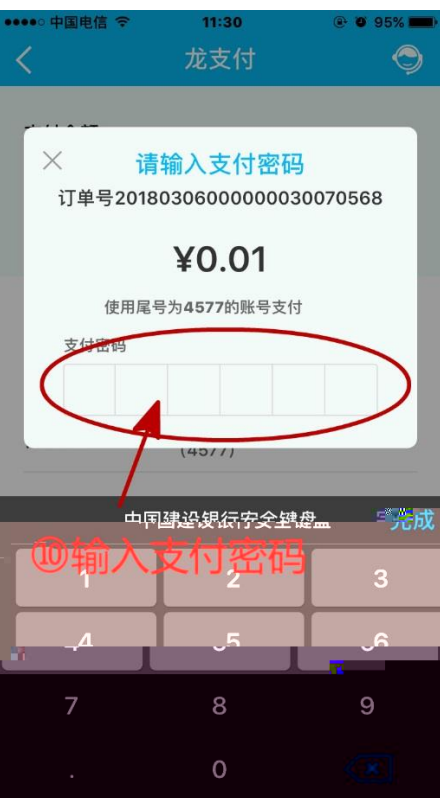 中国电信 11:30 95%
龙支付
请输入支付密码
订单号20180306000000030070568
¥0.01
使用尾号为4577的账号支付
支付密码
(4577)
中国建设银行安全键盘 完成
⑩输入支付密码
1 2 3
4 5 6
7 8 9
. 0